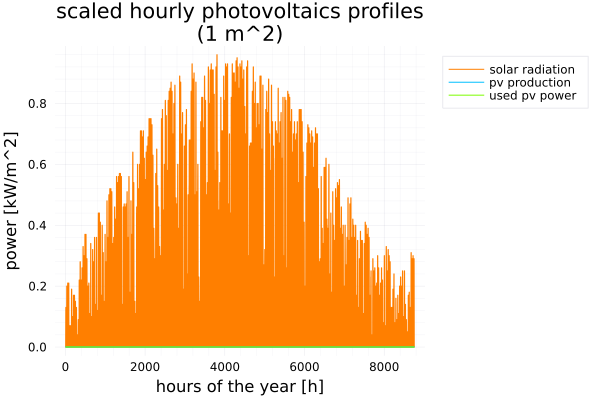 scaled hourly photovoltaics profiles
(1 m^2)
solar radiation
pv production
used pv power
power [kW/m^2]
0.8
0.6
0.4
0.2
0.0
0
2000
4000
6000
8000
hours of the year [h]